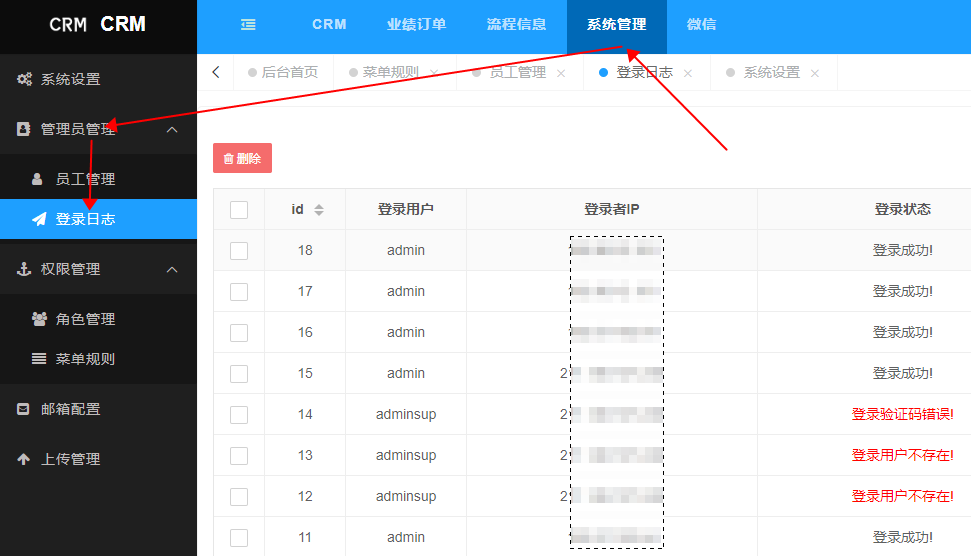 CRM CRM
CRM 业绩订单 流程信息 系统管理 微信
后台首页 菜单规则 员工管理 登录日志 系统设置
系统设置
管理员管理
员工管理
登录日志
权限管理
角色管理
菜单规则
邮箱配置
上传管理
删除
id 登录用户 登录者IP 登录状态
18 admin 登录成功!
17 admin 登录成功!
16 admin 登录成功!
15 admin 2 登录成功!
14 adminsup 2 登录验证码错误!
13 adminsup 2 登录用户不存在!
12 adminsup 2 登录用户不存在!
11 admin 登录成功!